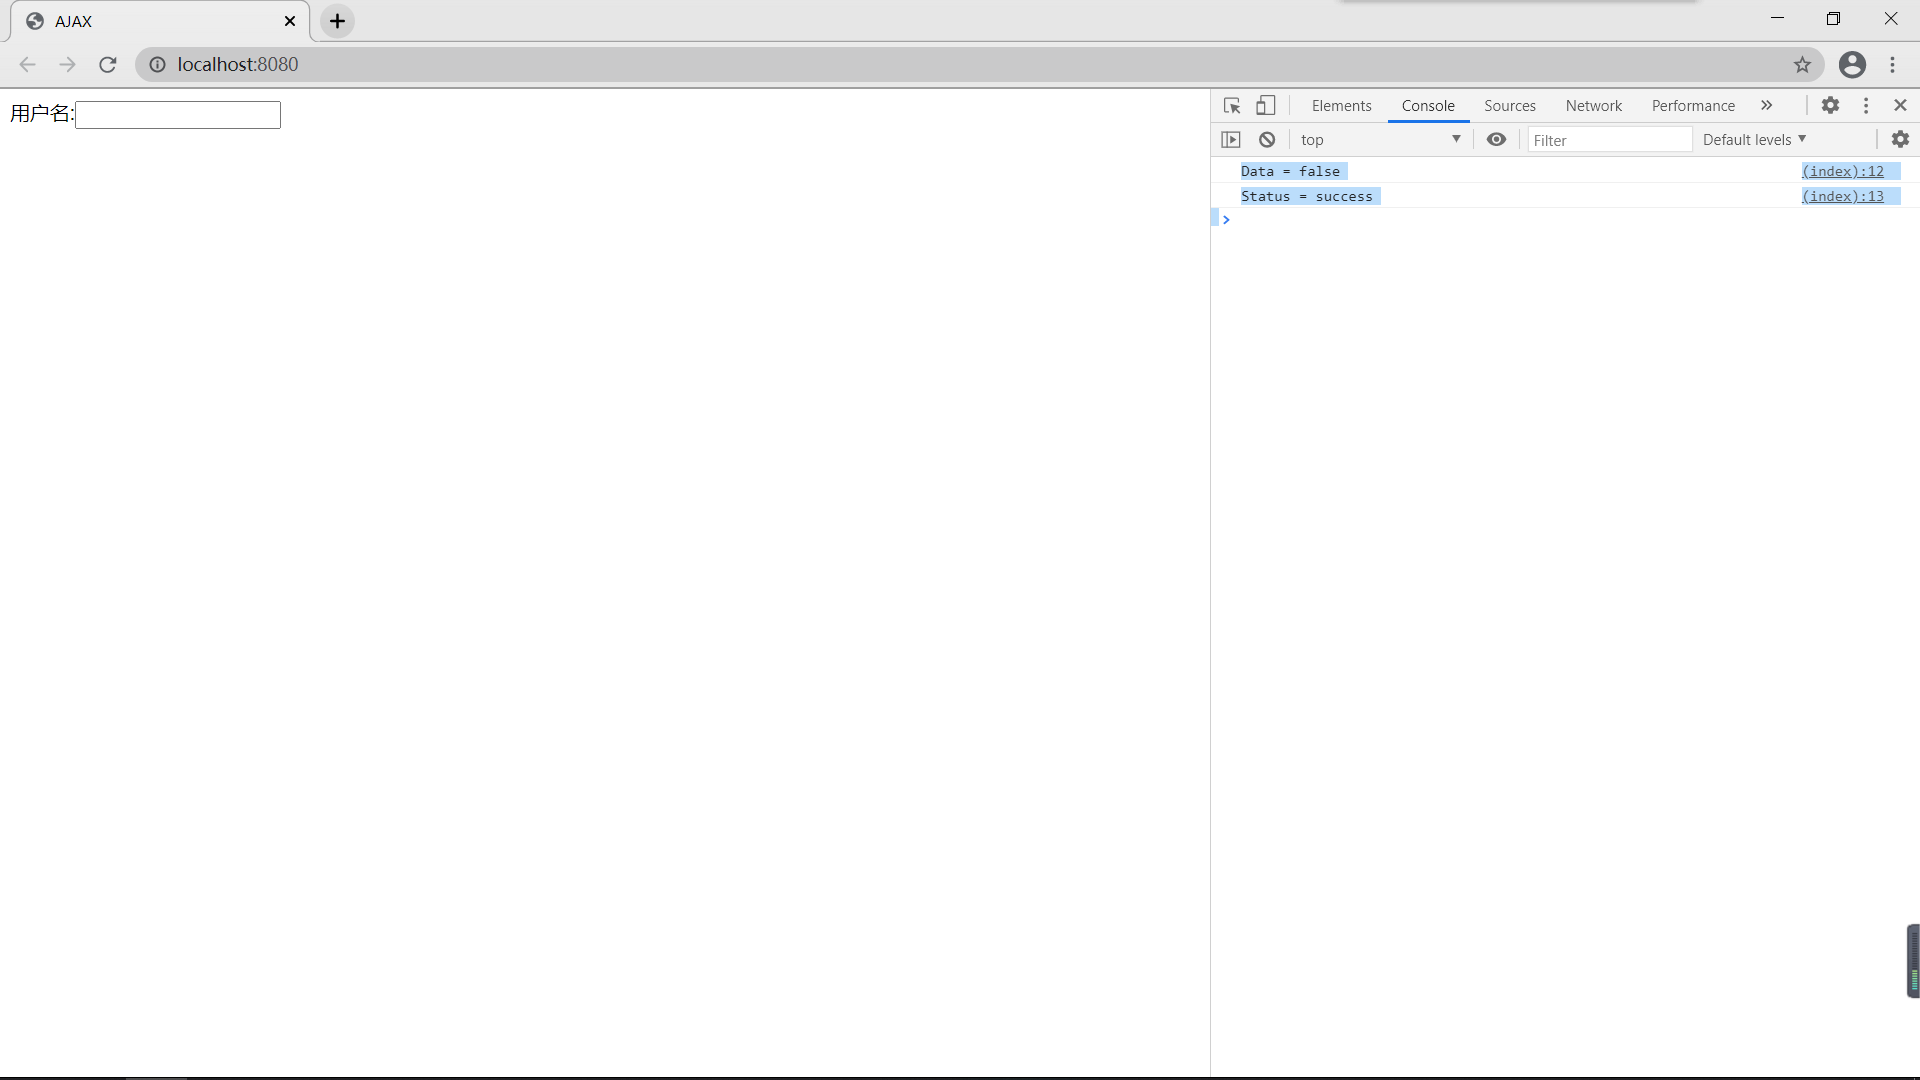 AJAX
localhost:8080
用户名:
Elements Console Sources Network Performance
top Filter Default levels
Data = false (index):12
Status = success (index):13